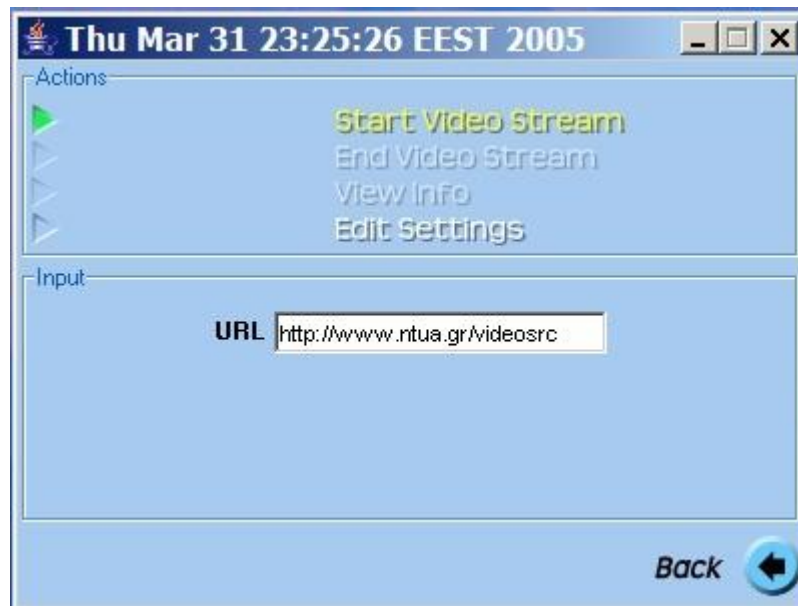 Thu Mar 31 23:25:26 EEST 2005
Actions
Start Video Stream
End Video Stream
View Info
Edit Settings
Input
URL http://www.ntua.gr/videosrc
Back